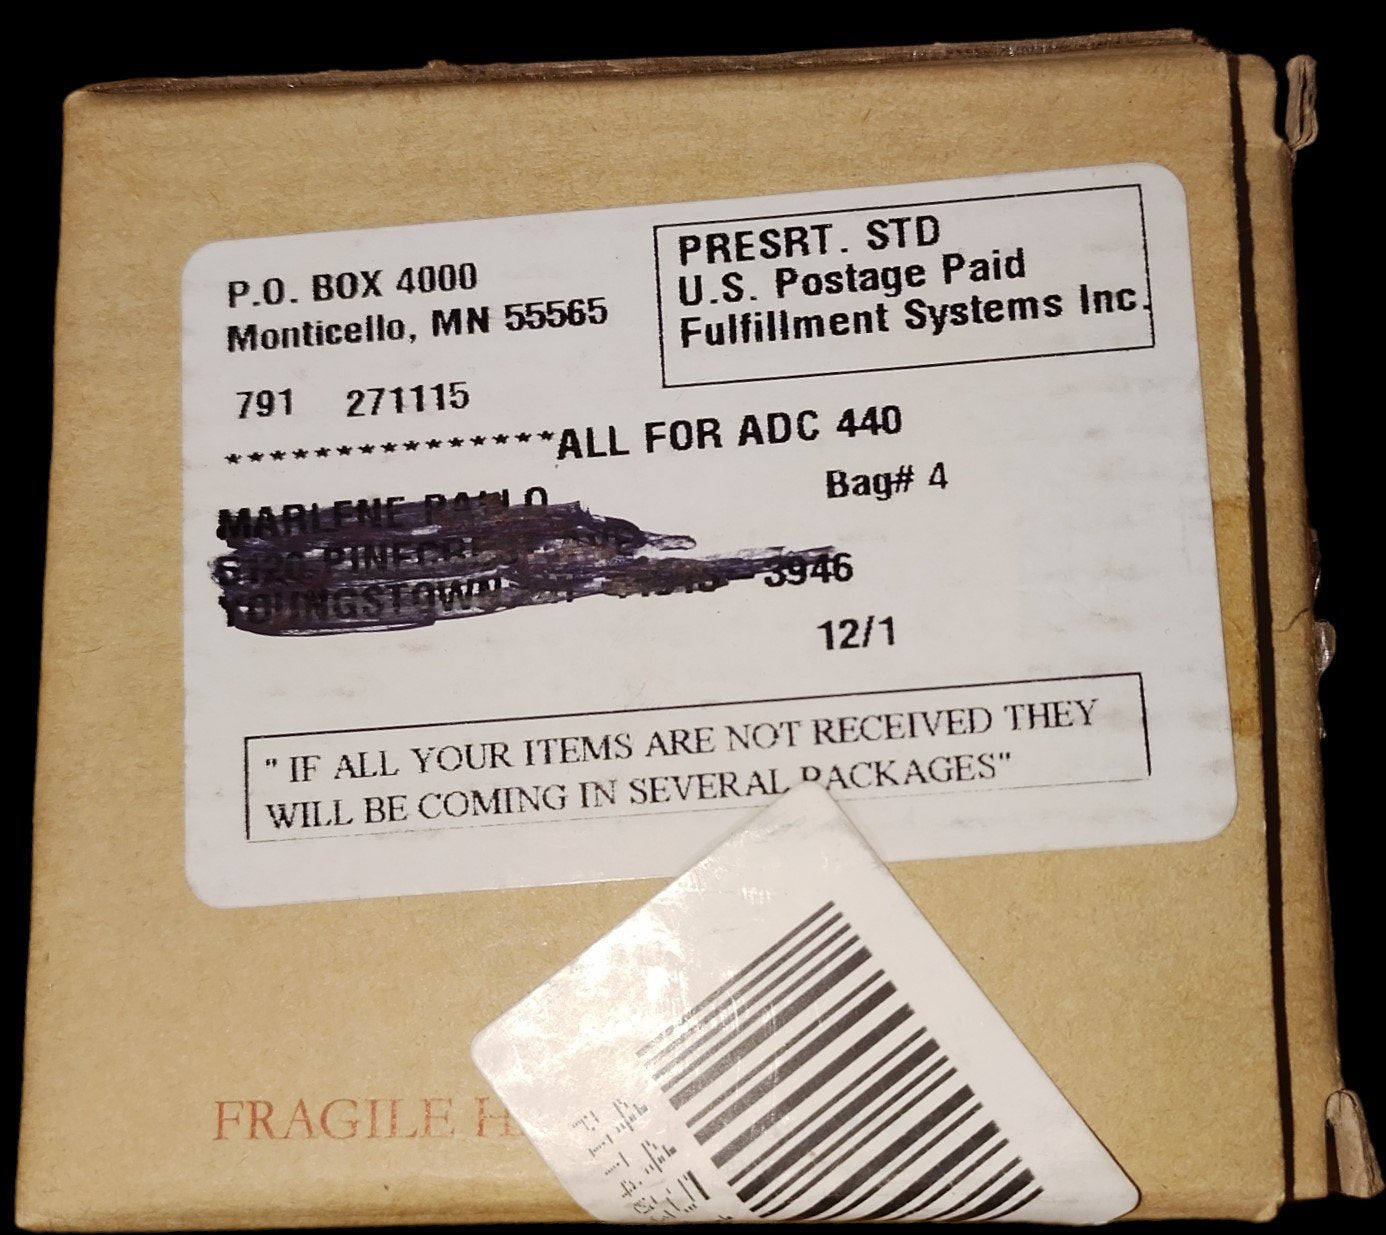 P.O. BOX 4000
Monticello, MN 55565
PRESRT. STD
U.S. Postage Paid
Fulfillment Systems Inc.
791 271115
***************ALL FOR ADC 440
Bag# 4
-3946
12/1
" IF ALL YOUR ITEMS ARE NOT RECEIVED THEY
WILL BE COMING IN SEVERAL PACKAGES"
FRAGILE